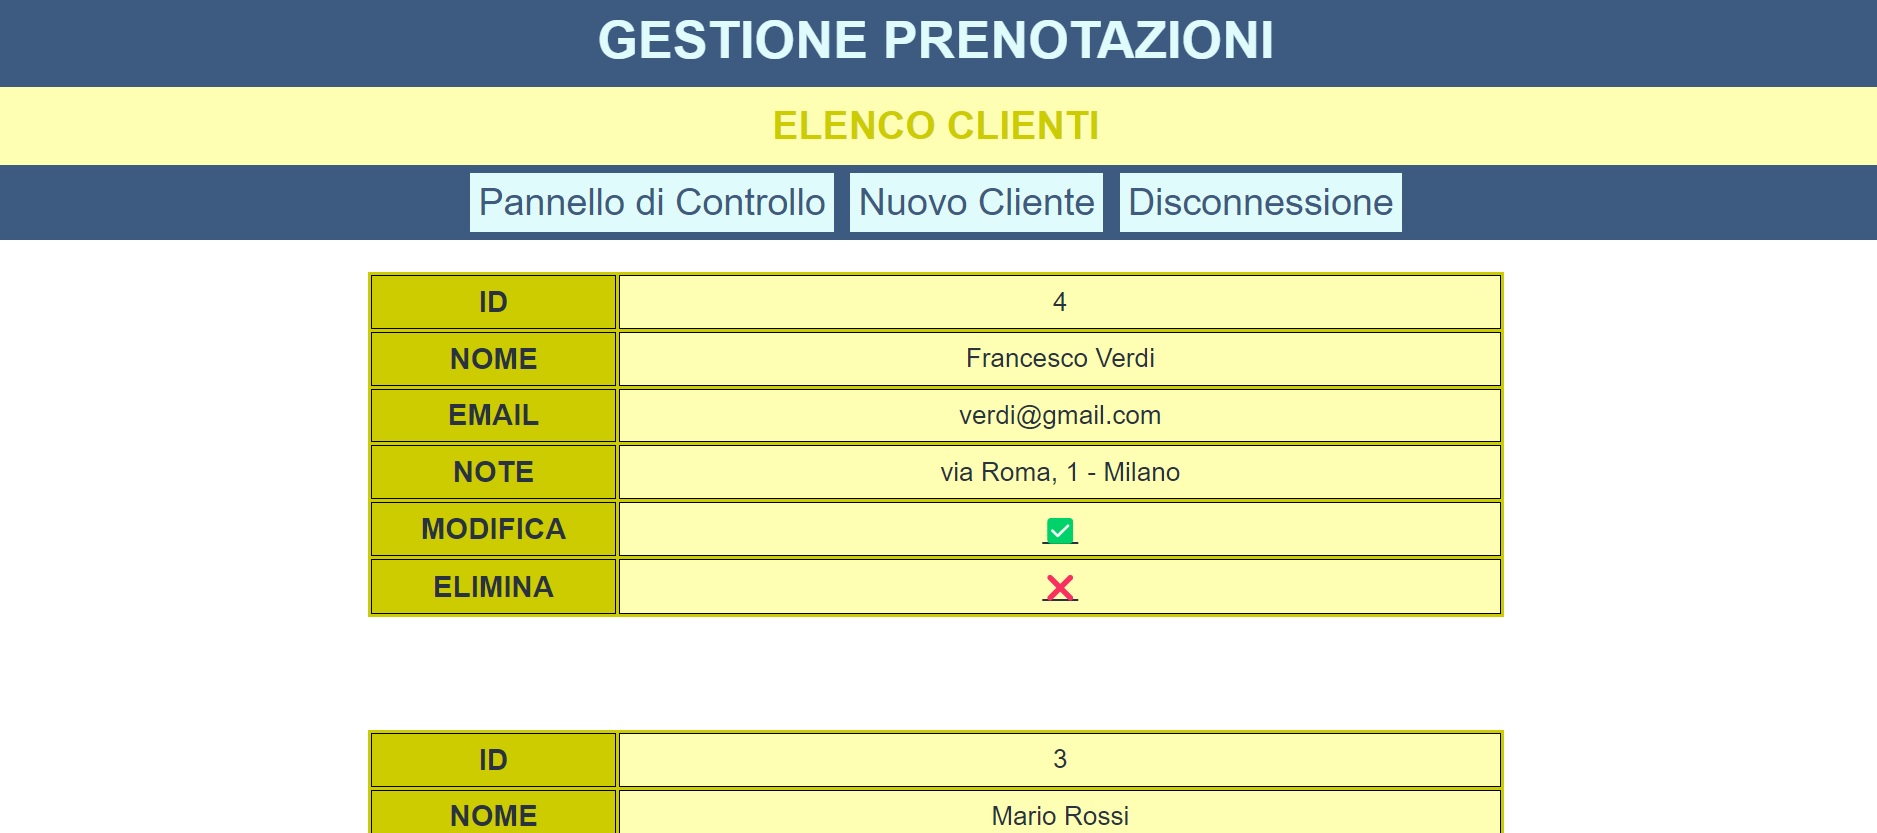 GESTIONE PRENOTAZIONI
ELENCO CLIENTI
Pannello di Controllo Nuovo Cliente Disconnessione
ID 4
NOME Francesco Verdi
EMAIL verdi@gmail.com
NOTE via Roma, 1 - Milano
MODIFICA
ELIMINA
ID 3
NOME Mario Rossi